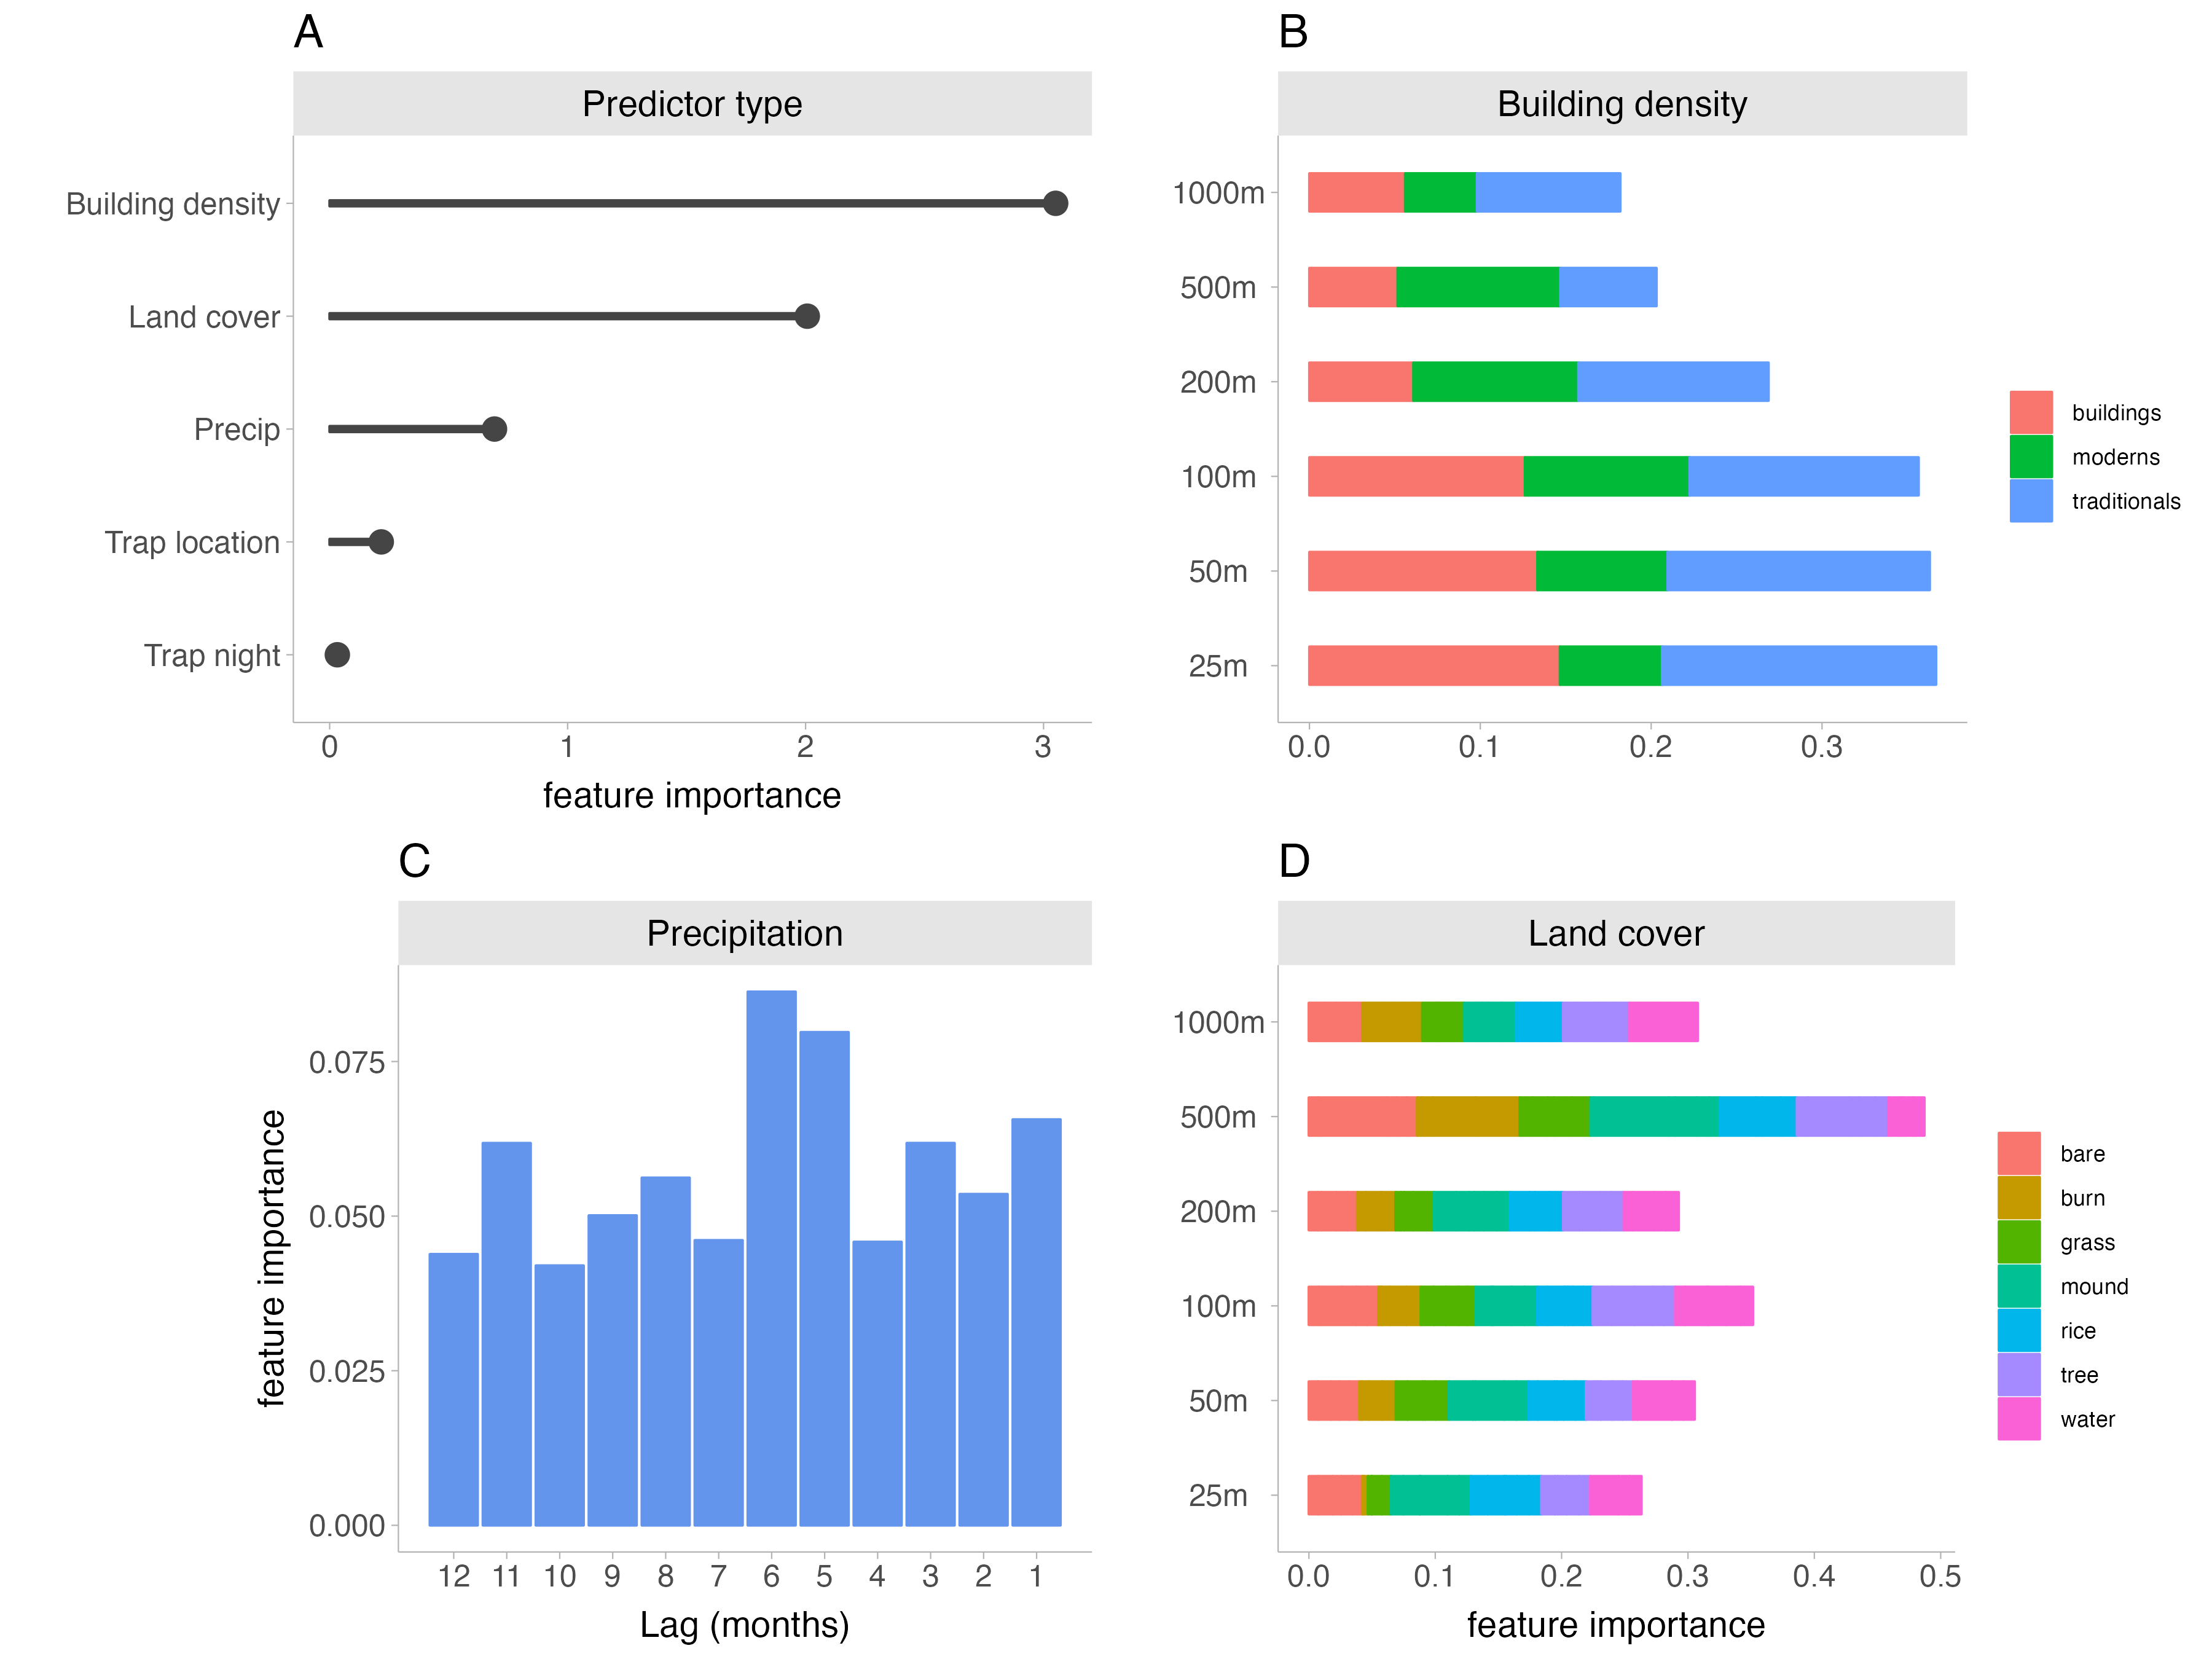 A
Predictor type
Building density
Land cover
Precip
Trap location
Trap night
0 1 2 3
feature importance
B
Building density
1000m
500m
200m
100m
50m
25m
0.0 0.1 0.2 0.3
buildings
moderns
traditionals
C
Precipitation
feature importance
0.075
0.050
0.025
0.000
12 11 10 9 8 7 6 5 4 3 2 1
Lag (months)
D
Land cover
1000m
500m
200m
100m
50m
25m
0.0 0.1 0.2 0.3 0.4 0.5
feature importance
bare
burn
grass
mound
rice
tree
water